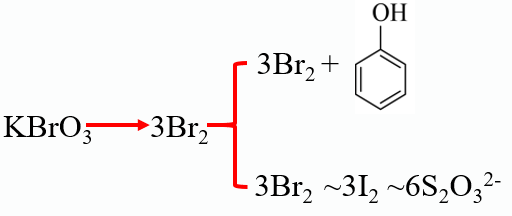 OH
3Br₂ +
KBrO₃ 3Br₂
3Br₂ ~3I₂ ~6S₂O₃²⁻